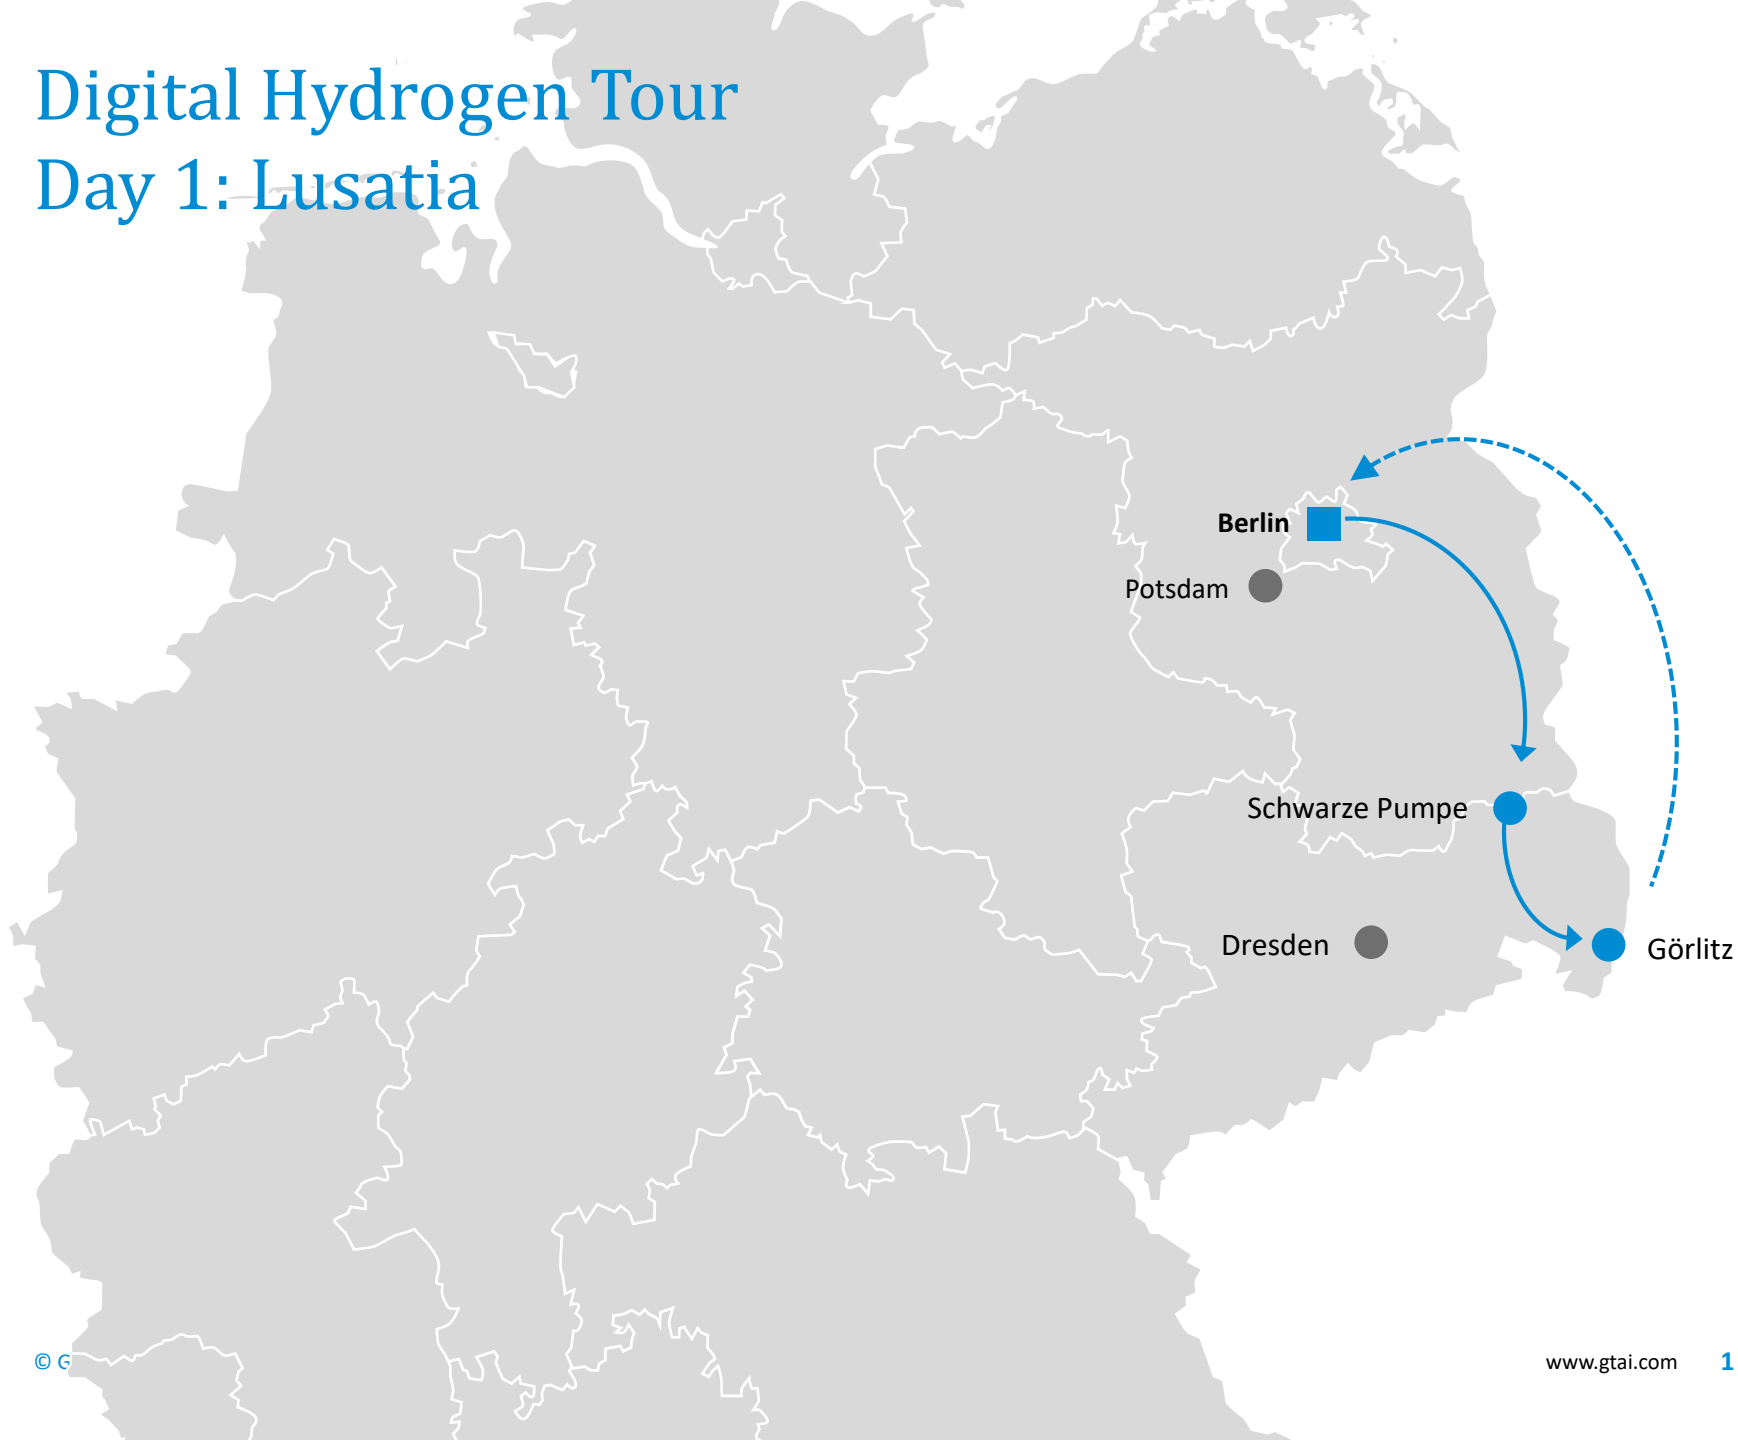 Digital Hydrogen Tour
Day 1: Lusatia
Berlin
Potsdam
Schwarze Pumpe
Dresden
Görlitz
© G
www.gtai.com 1